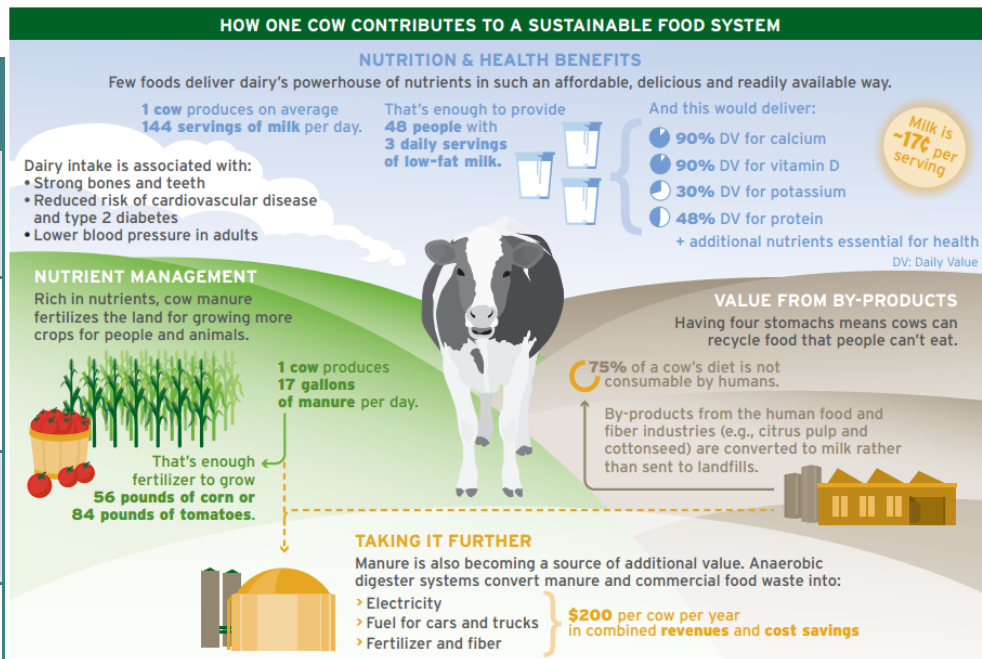 HOW ONE COW CONTRIBUTES TO A SUSTAINABLE FOOD SYSTEM
NUTRITION & HEALTH BENEFITS
Few foods deliver dairy's powerhouse of nutrients in such an affordable, delicious and readily available way.
1 cow produces on average
144 servings of milk per day.
That's enough to provide
48 people with
3 daily servings
of low-fat milk.
And this would deliver:
90% DV for calcium
90% DV for vitamin D
30% DV for potassium
48% DV for protein
+ additional nutrients essential for health
DV: Daily Value
Milk is
~17¢ per
serving
Dairy intake is associated with:
• Strong bones and teeth
• Reduced risk of cardiovascular disease
and type 2 diabetes
• Lower blood pressure in adults
NUTRIENT MANAGEMENT
Rich in nutrients, cow manure
fertilizes the land for growing more
crops for people and animals.
1 cow produces
17 gallons
of manure per day.
That's enough
fertilizer to grow
56 pounds of corn or
84 pounds of tomatoes.
VALUE FROM BY-PRODUCTS
Having four stomachs means cows can
recycle food that people can't eat.
75% of a cow's diet is not
consumable by humans.
By-products from the human food and
fiber industries (e.g., citrus pulp and
cottonseed) are converted to milk rather
than sent to landfills.
TAKING IT FURTHER
Manure is also becoming a source of additional value. Anaerobic
digester systems convert manure and commercial food waste into:
> Electricity
> Fuel for cars and trucks
> Fertilizer and fiber
$200 per cow per year
in combined revenues and cost savings